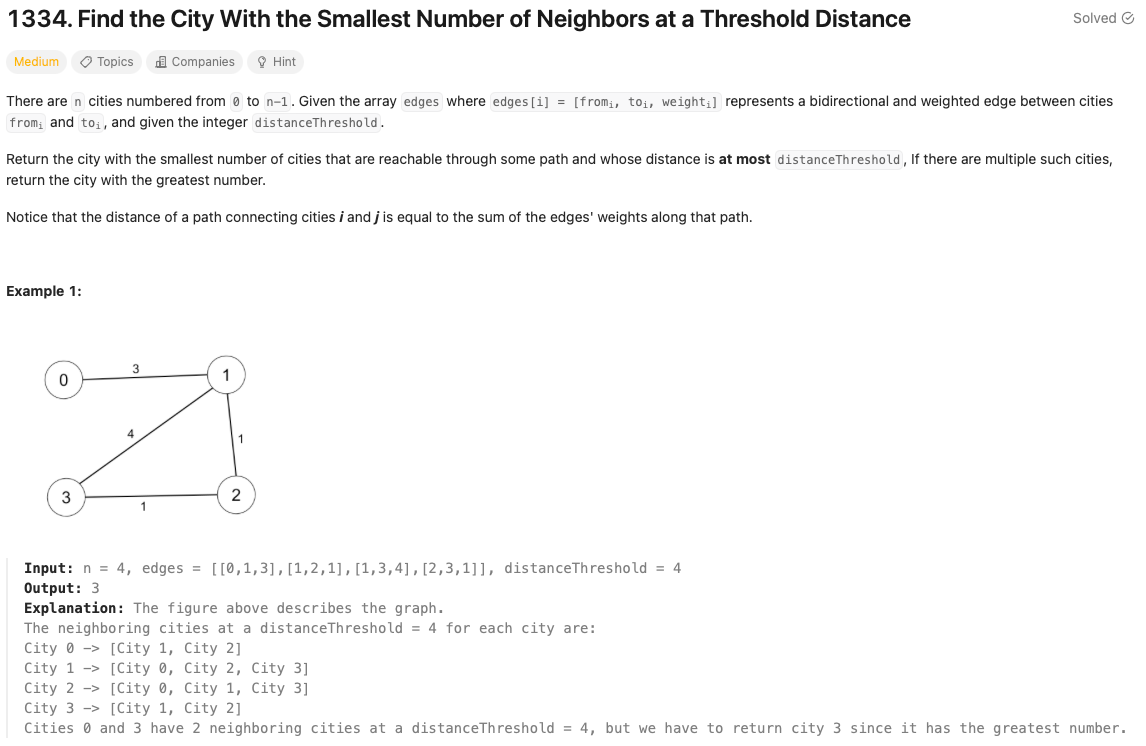 1334. Find the City With the Smallest Number of Neighbors at a Threshold Distance
Solved
Medium Topics Companies Hint
There are n cities numbered from 0 to n-1. Given the array edges where edges[i] = [fromᵢ, toᵢ, weightᵢ] represents a bidirectional and weighted edge between cities
fromᵢ and toᵢ, and given the integer distanceThreshold.
Return the city with the smallest number of cities that are reachable through some path and whose distance is at most distanceThreshold, If there are multiple such cities,
return the city with the greatest number.
Notice that the distance of a path connecting cities i and j is equal to the sum of the edges' weights along that path.
Example 1:
0 3 1
4 1
3 1 2
Input: n = 4, edges = [[0,1,3],[1,2,1],[1,3,4],[2,3,1]], distanceThreshold = 4
Output: 3
Explanation: The figure above describes the graph.
The neighboring cities at a distanceThreshold = 4 for each city are:
City 0 -> [City 1, City 2]
City 1 -> [City 0, City 2, City 3]
City 2 -> [City 0, City 1, City 3]
City 3 -> [City 1, City 2]
Cities 0 and 3 have 2 neighboring cities at a distanceThreshold = 4, but we have to return city 3 since it has the greatest number.